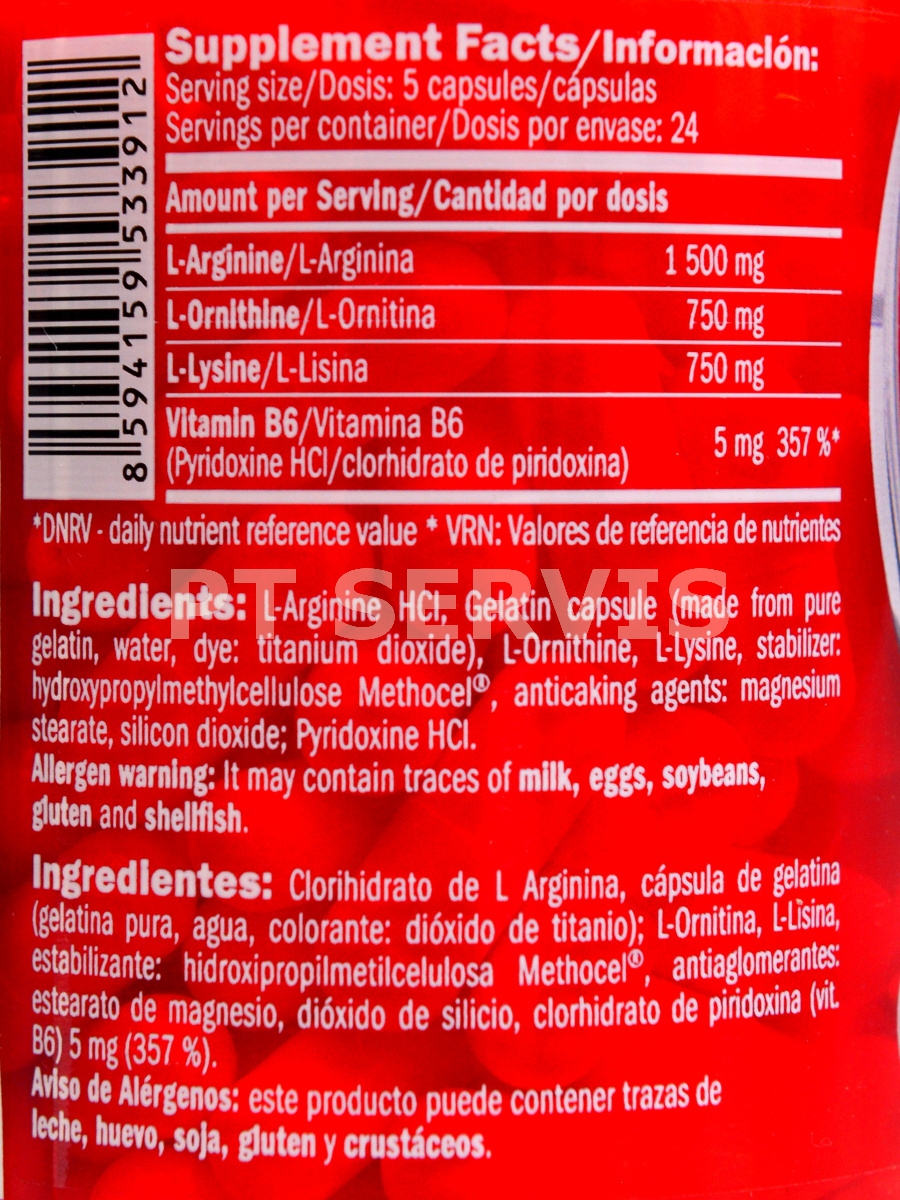 Supplement Facts/Información:
Serving size/Dosis: 5 capsules/cápsulas
Servings per container/Dosis por envase: 24
Amount per Serving/Cantidad por dosis
L-Arginine/L-Arginina 1 500 mg
L-Ornithine/L-Ornitina 750 mg
L-Lysine/L-Lisina 750 mg
Vitamin B6/Vitamina B6
(Pyridoxine HCl/clorhidrato de piridoxina) 5 mg 357 %*
8 594159 533912
*DNRV - daily nutrient reference value * VRN: Valores de referencia de nutrientes
PT SERVIS
Ingredients: L-Arginine HCl, Gelatin capsule (made from pure
gelatin, water, dye: titanium dioxide), L-Ornithine, L-Lysine, stabilizer:
hydroxypropylmethylcellulose Methocel®, anticaking agents: magnesium
stearate, silicon dioxide; Pyridoxine HCl.
Allergen warning: It may contain traces of milk, eggs, soybeans,
gluten and shellfish.
Ingredientes: Clorihidrato de L Arginina, cápsula de gelatina
(gelatina pura, agua, colorante: dióxido de titanio); L-Ornitina, L-Lisina,
estabilizante: hidroxipropilmetilcelulosa Methocel®, antiaglomerantes:
estearato de magnesio, dióxido de silicio, clorhidrato de piridoxina (vit.
B6) 5 mg (357 %).
Aviso de Alérgenos: este producto puede contener trazas de
leche, huevo, soja, gluten y crustáceos.